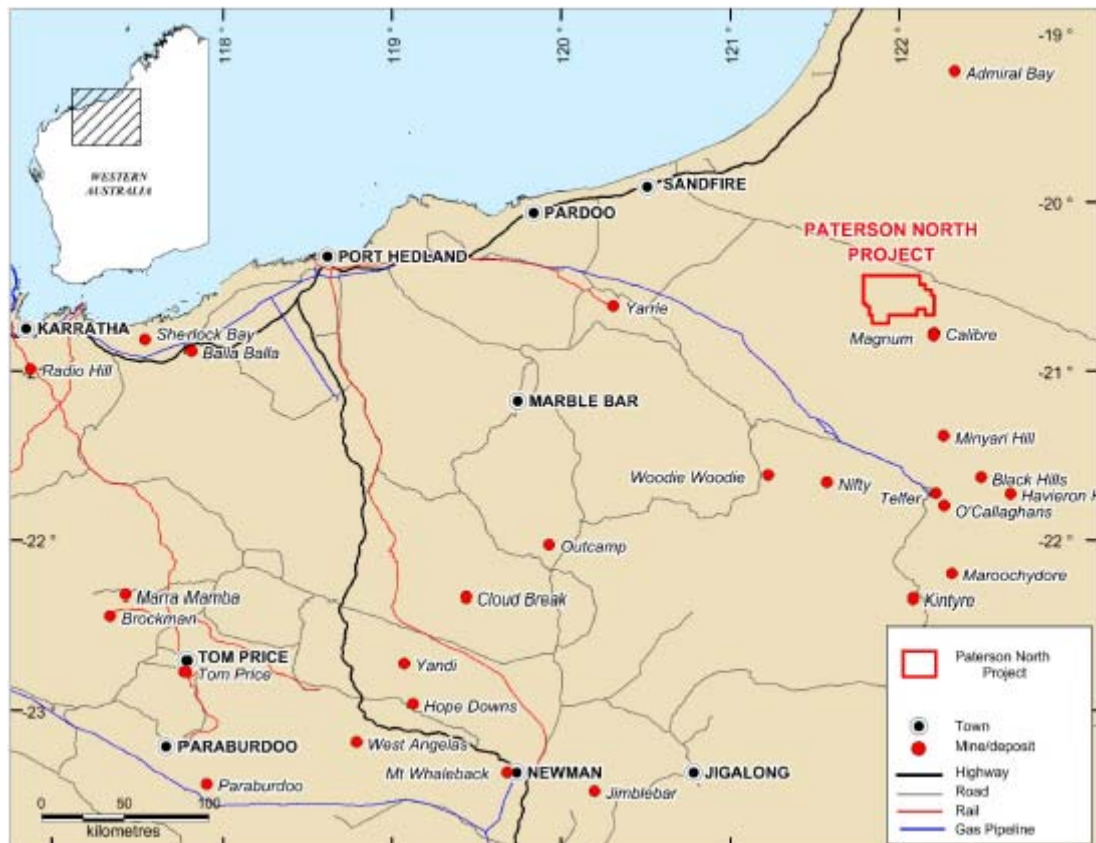 118
119
120
121
122
-19 °
Admiral Bay
WESTERN
AUSTRALIA
SANDFIRE
-20 °
PARDOO
PATERSON NORTH
PROJECT
PORT HEDLAND
Yarrie
KARRATHA
Sherlock Bay
Balla Balla
Magnum
Calibre
Radio Hill
-21 °
MARBLE BAR
Minyari Hill
Woodie Woodie
Nifty
Black Hills
Telfer
Havieron H
O'Callaghans
-22 °
-22 °
Outcamp
Maroochydore
Marra Mamba
Cloud Break
Kintyre
Brockman
TOM PRICE
Tom Price
Yandi
Paterson North
Project
-23 °
Hope Downs
PARABURDOO
West Angelas
Town
Mine/deposit
Mt Whaleback
NEWMAN
JIGALONG
Highway
Paraburdoo
Jimblebar
Road
0 50 100
kilometres
Rail
Gas Pipeline